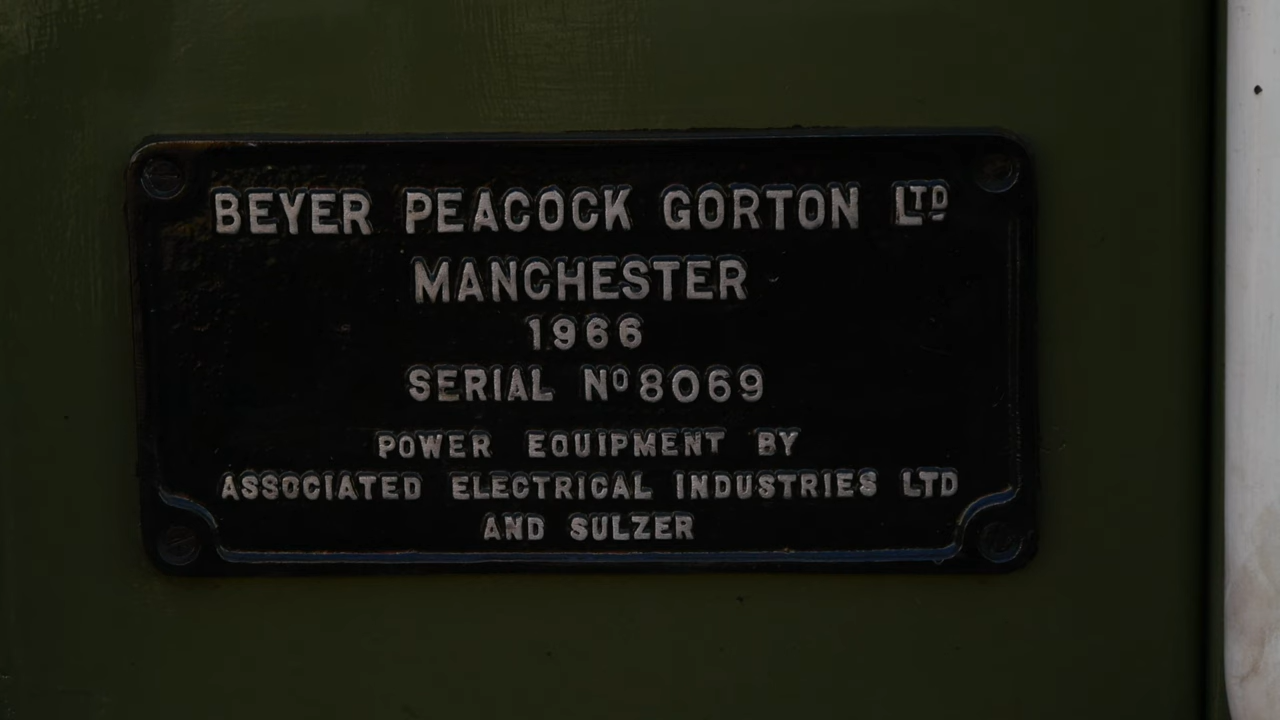 BEYER PEACOCK GORTON LTD
MANCHESTER
1966
SERIAL NO 8069
POWER EQUIPMENT BY
ASSOCIATED ELECTRICAL INDUSTRIES LTD
AND SULZER